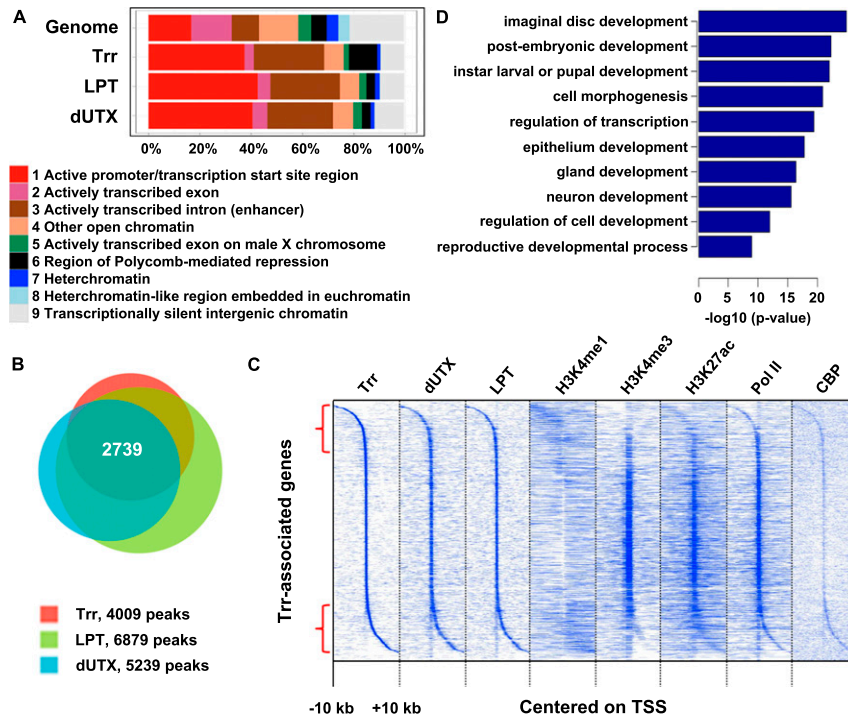 A
Genome
Trr
LPT
dUTX
0% 20% 40% 60% 80% 100%
1 Active promoter/transcription start site region
2 Actively transcribed exon
3 Actively transcribed intron (enhancer)
4 Other open chromatin
5 Actively transcribed exon on male X chromosome
6 Region of Polycomb-mediated repression
7 Heterchromatin
8 Heterchromatin-like region embedded in euchromatin
9 Transcriptionally silent intergenic chromatin
D
imaginal disc development
post-embryonic development
instar larval or pupal development
cell morphogenesis
regulation of transcription
epithelium development
gland development
neuron development
regulation of cell development
reproductive developmental process
0 5 10 15 20
-log10 (p-value)
B
2739
Trr, 4009 peaks
LPT, 6879 peaks
dUTX, 5239 peaks
C
Trr dUTX LPT H3K4me1 H3K4me3 H3K27ac Pol II CBP
Trr-associated genes
-10 kb +10 kb Centered on TSS